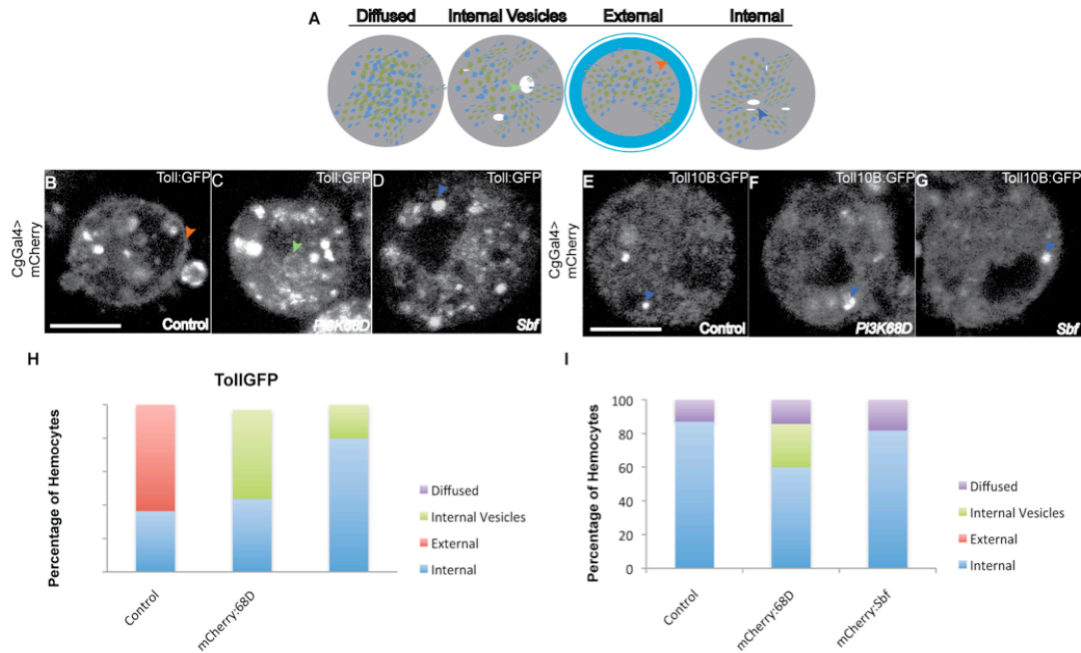 A
Diffused Internal Vesicles External Internal
B Toll:GFP
C Toll:GFP
D Toll:GFP
E Toll10B:GFP
F Toll10B:GFP
G Toll10B:GFP
CgGal4>
mCherry
Control
PI3K68D
Sbf
CgGal4>
mCherry
Control
PI3K68D
Sbf
H
TollGFP
Percentage of Hemocytes
Diffused
Internal Vesicles
External
Internal
Control
mCherry:68D
I
Percentage of Hemocytes
100
80
60
40
20
0
Diffused
Internal Vesicles
External
Internal
Control
mCherry:68D
mCherry:Sbf